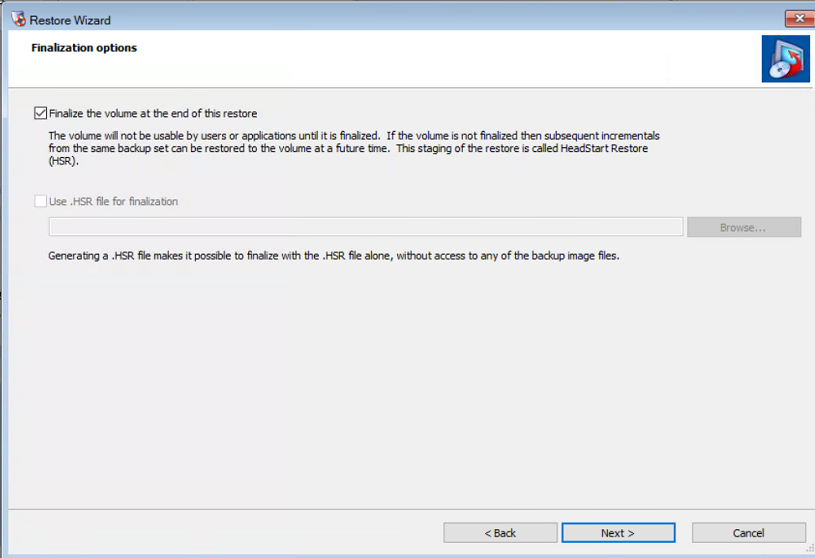 Restore Wizard
Finalization options
Finalize the volume at the end of this restore
The volume will not be usable by users or applications until it is finalized. If the volume is not finalized then subsequent incrementals
from the same backup set can be restored to the volume at a future time. This staging of the restore is called HeadStart Restore
(HSR).
Use .HSR file for finalization
Browse...
Generating a .HSR file makes it possible to finalize with the .HSR file alone, without access to any of the backup image files.
< Back
Next >
Cancel